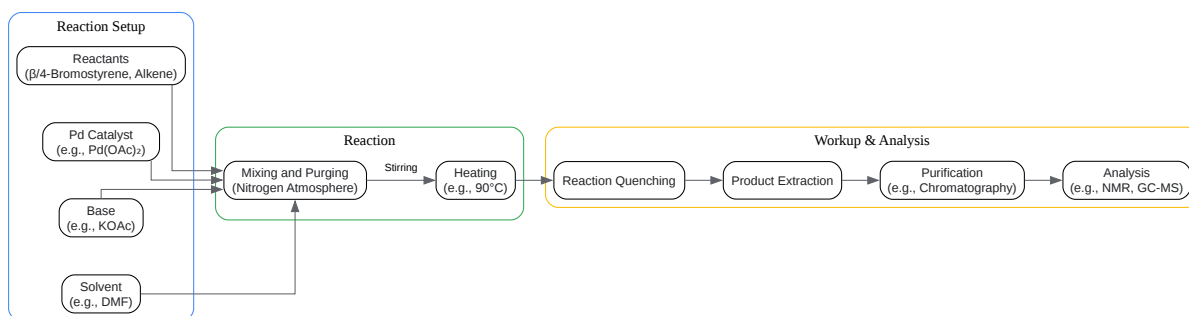 Reaction Setup
Reactants
(β/4-Bromostyrene, Alkene)
Pd Catalyst
(e.g., Pd(OAc)₂)
Base
(e.g., KOAc)
Solvent
(e.g., DMF)
Reaction
Mixing and Purging
(Nitrogen Atmosphere)
Stirring
Heating
(e.g., 90°C)
Workup & Analysis
Reaction Quenching
Product Extraction
Purification
(e.g., Chromatography)
Analysis
(e.g., NMR, GC-MS)